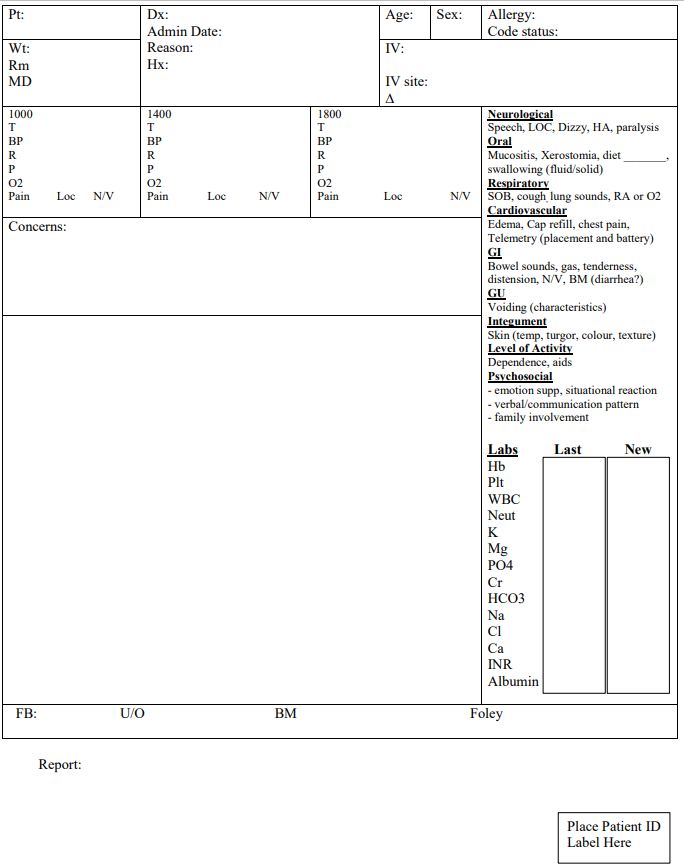 Pt:
Dx:
Age:
Sex:
Allergy:
Admin Date:
Code status:
Wt:
Reason:
IV:
Rm
Hx:
MD
IV site:
Δ
1000
T
BP
R
P
O2
Pain Loc N/V
1400
T
BP
R
P
O2
Pain Loc N/V
1800
T
BP
R
P
O2
Pain Loc N/V
Concerns:
Neurological
Speech, LOC, Dizzy, HA, paralysis
Oral
Mucositis, Xerostomia, diet _______,
swallowing (fluid/solid)
Respiratory
SOB, cough, lung sounds, RA or O2
Cardiovascular
Edema, Cap refill, chest pain,
Telemetry (placement and battery)
GI
Bowel sounds, gas, tenderness,
distension, N/V, BM (diarrhea?)
GU
Voiding (characteristics)
Integument
Skin (temp, turgor, colour, texture)
Level of Activity
Dependence, aids
Psychosocial
- emotion supp, situational reaction
- verbal/communication pattern
- family involvement
Labs Last New
Hb
Plt
WBC
Neut
K
Mg
PO4
Cr
HCO3
Na
Cl
Ca
INR
Albumin
FB: U/O BM Foley
Report:
Place Patient ID
Label Here